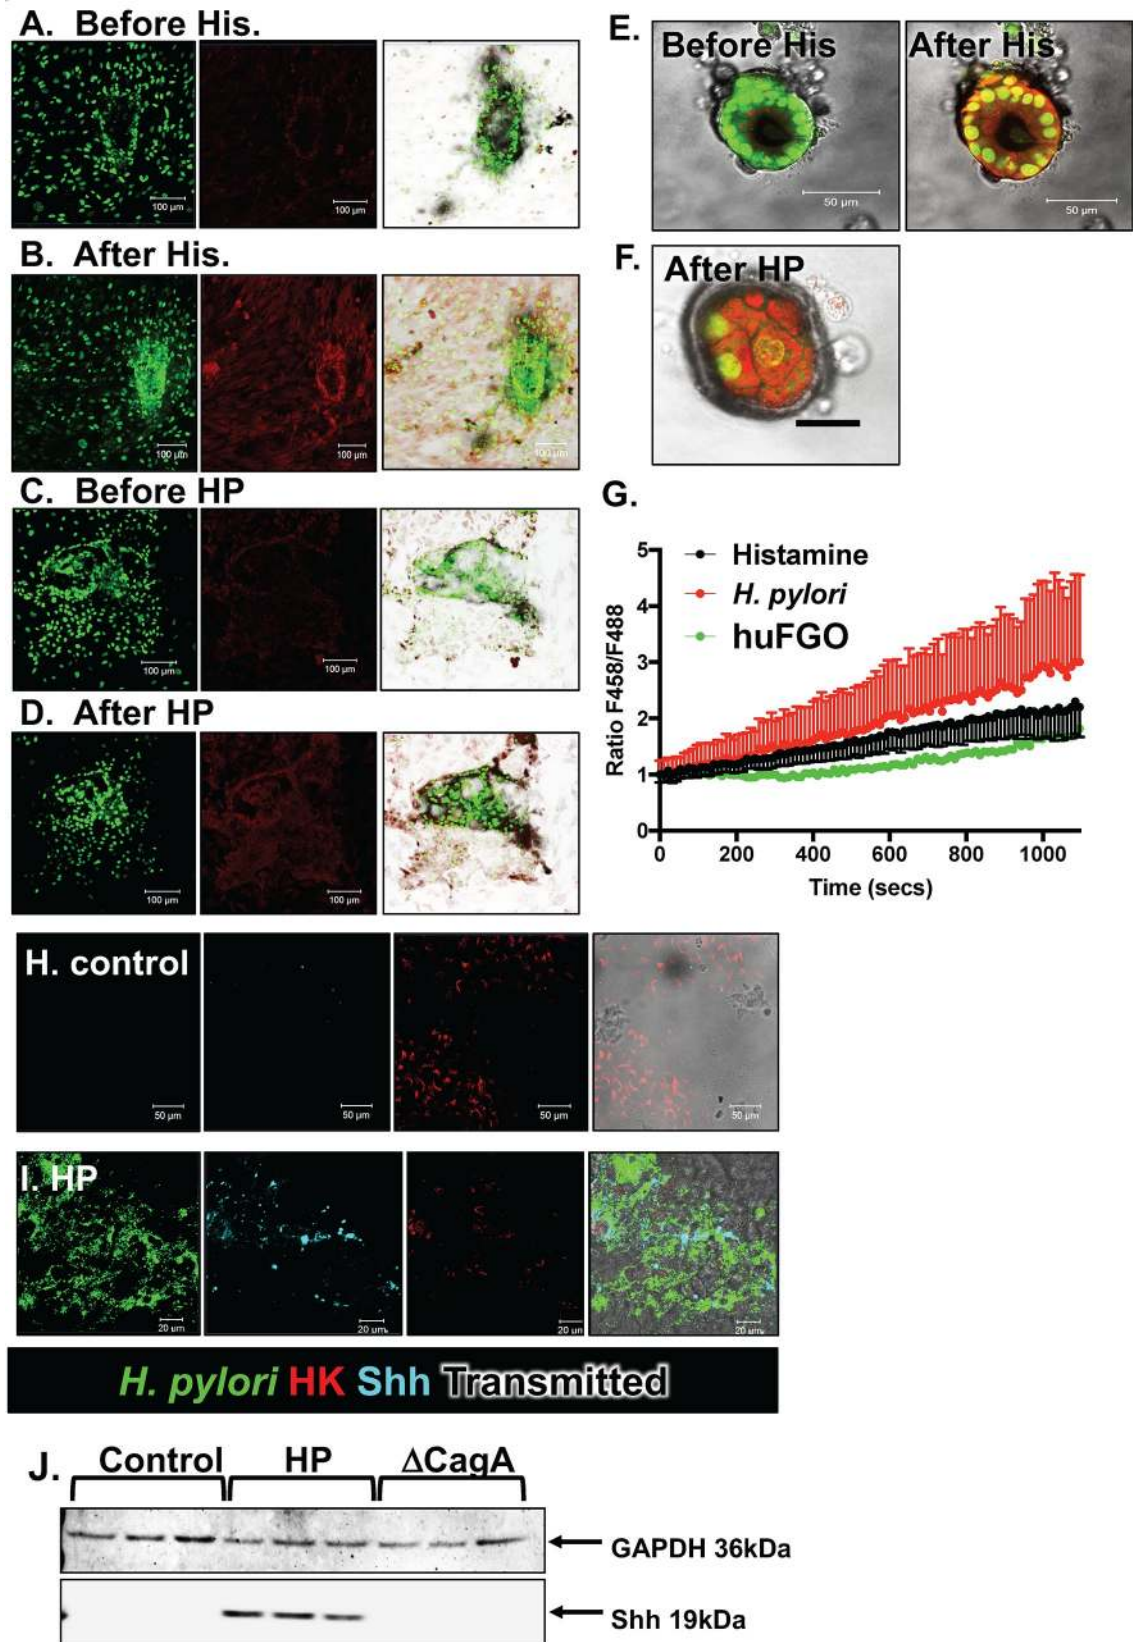 A. Before His.
100 µm
100 µm
B. After His.
100 µm
100 µm
100 µm
C. Before HP
100 µm
100 µm
D. After HP
100 µm
100 µm
E.
Before His
After His
50 µm
50 µm
F.
After HP
G.
Histamine
H. pylori
huFGO
Ratio F458/F488
5
4
3
2
1
0
0 200 400 600 800 1000
Time (secs)
H. control
50 µm
50 µm
50 µm
50 µm
I. HP
20 µm
20 µm
20 µm
20 µm
H. pylori HK Shh Transmitted
J.
Control HP ΔCagA
GAPDH 36kDa
Shh 19kDa